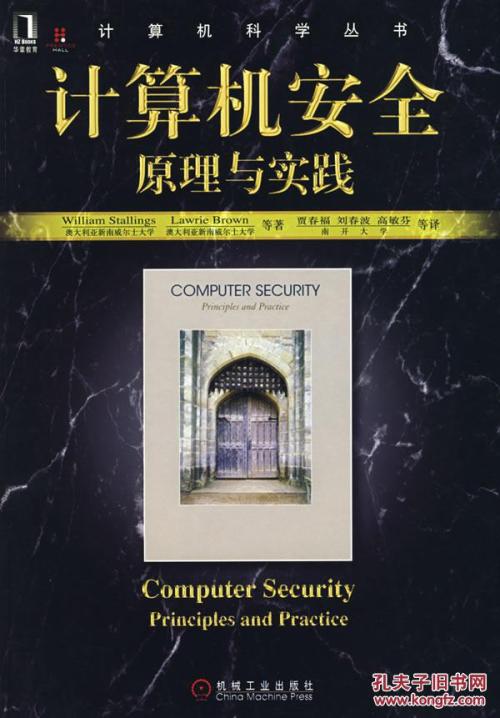 计算机科学丛书
HZ BOOKS
华章教育
PRENTICE
HALL
计算机安全
原理与实践
William Stallings Lawrie Brown 等著 贾春福 刘春波 高敏芬 等译
澳大利亚新南威尔士大学 澳大利亚新南威尔士大学 南开大学
COMPUTER SECURITY
Principles and Practice
Computer Security
Principles and Practice
机械工业出版社
China Machine Press
孔夫子旧书网
kongfz.com